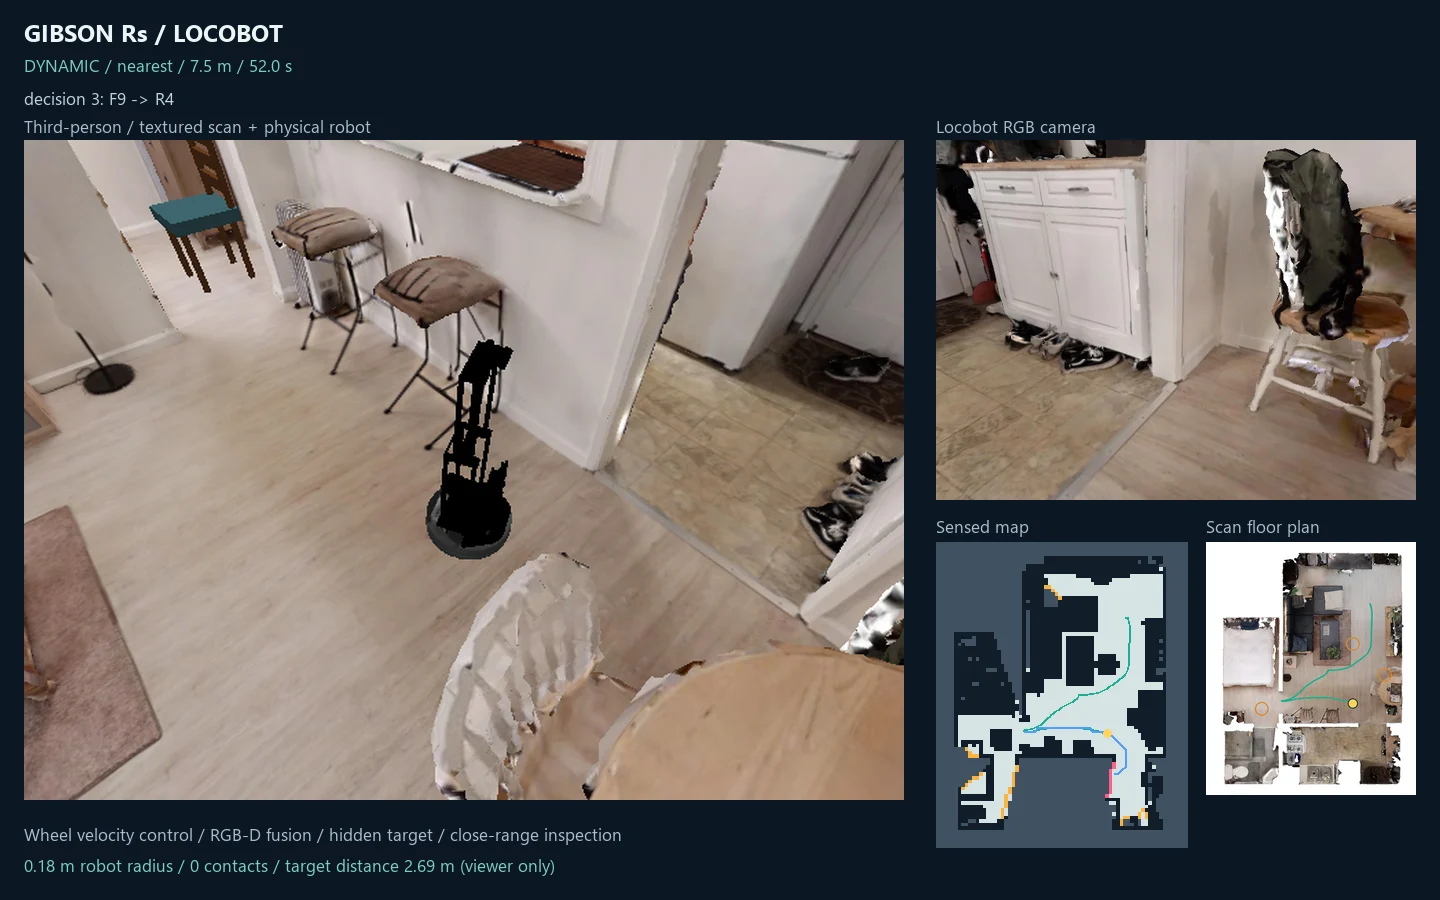 GIBSON Rs / LOCOBOT
DYNAMIC / nearest / 7.5 m / 52.0 s
decision 3: F9 -> R4
Third-person / textured scan + physical robot
Locobot RGB camera
Sensed map
Scan floor plan
Wheel velocity control / RGB-D fusion / hidden target / close-range inspection
0.18 m robot radius / 0 contacts / target distance 2.69 m (viewer only)